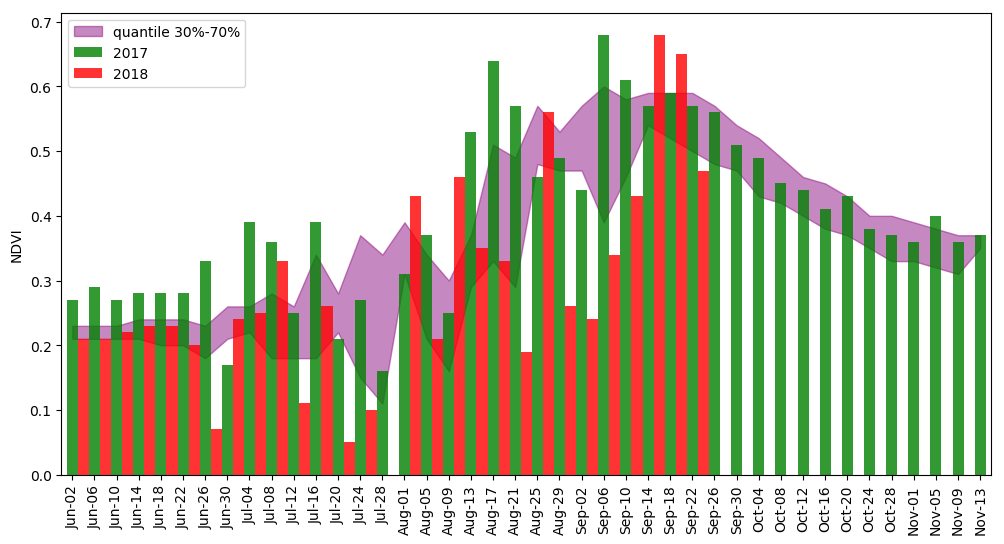 0.7
0.6
0.5
0.4
0.3
0.2
0.1
0.0
NDVI
quantile 30%-70%
2017
2018
Jun-02
Jun-06
Jun-10
Jun-14
Jun-18
Jun-22
Jun-26
Jun-30
Jul-04
Jul-08
Jul-12
Jul-16
Jul-20
Jul-24
Jul-28
Aug-01
Aug-05
Aug-09
Aug-13
Aug-17
Aug-21
Aug-25
Aug-29
Sep-02
Sep-06
Sep-10
Sep-14
Sep-18
Sep-22
Sep-26
Sep-30
Oct-04
Oct-08
Oct-12
Oct-16
Oct-20
Oct-24
Oct-28
Nov-01
Nov-05
Nov-09
Nov-13